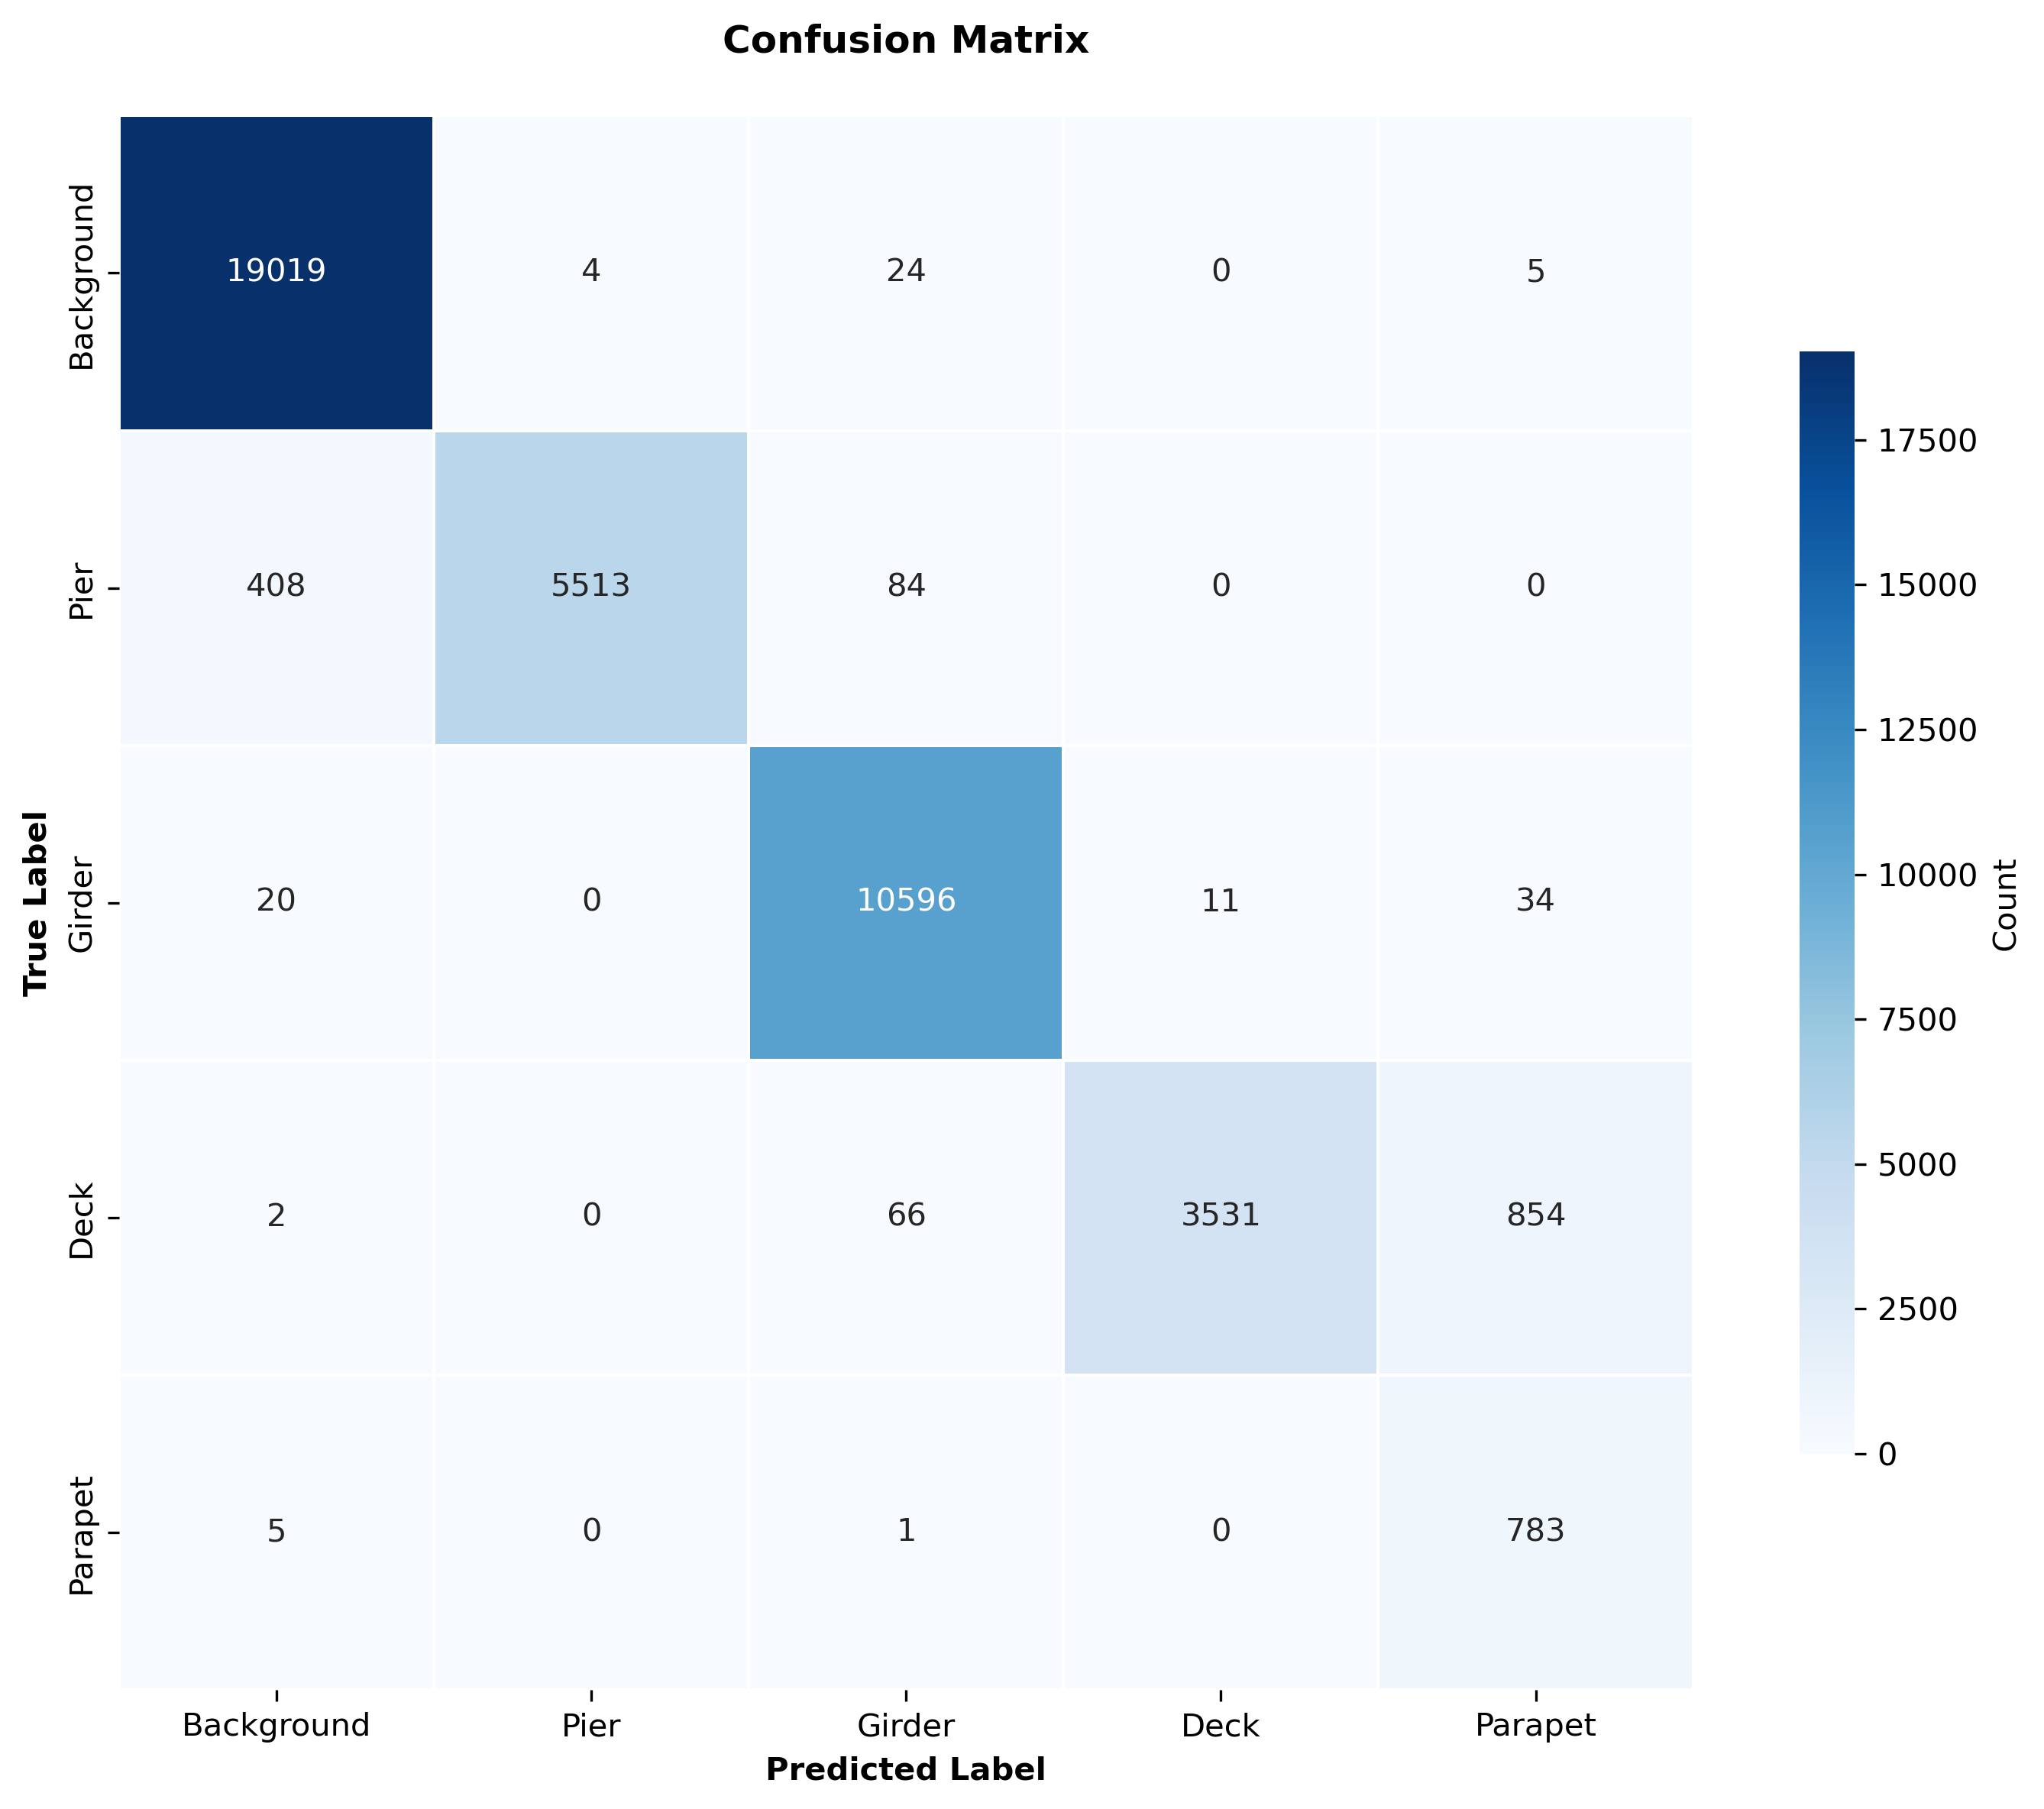 Confusion Matrix
True Label
Background
19019 4 24 0 5
Pier
408 5513 84 0 0
Girder
20 0 10596 11 34
Deck
2 0 66 3531 854
Parapet
5 0 1 0 783
Background Pier Girder Deck Parapet
Predicted Label
17500
15000
12500
10000
7500
5000
2500
0
Count